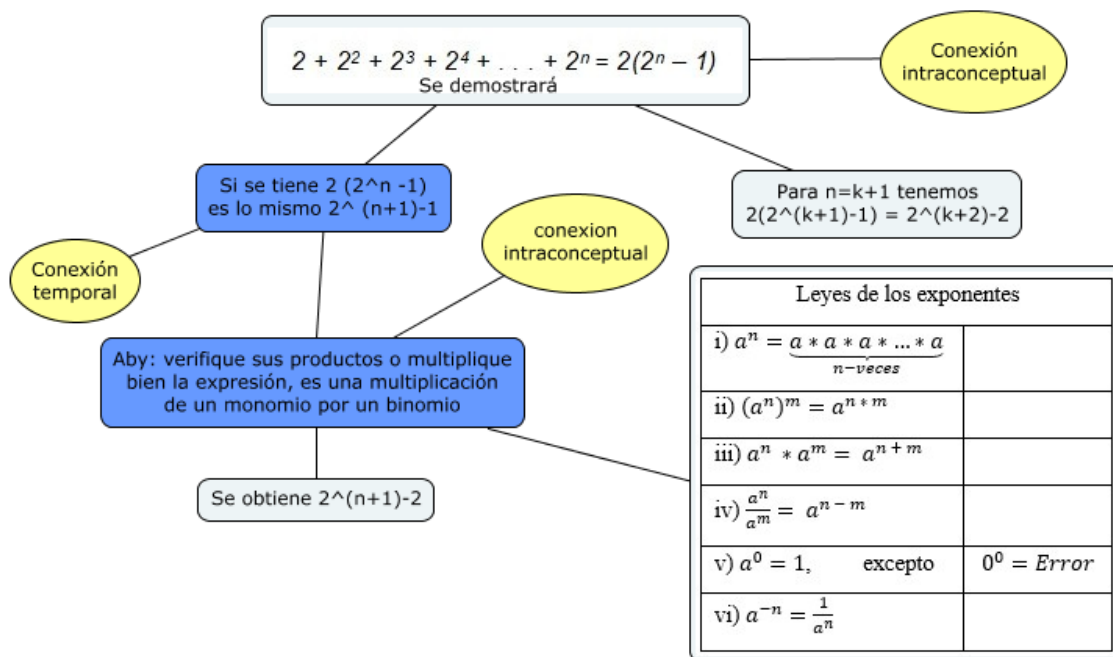 2 + 2² + 2³ + 2⁴ + . . . + 2ⁿ = 2(2ⁿ – 1)
Se demostrará
Conexión
intraconceptual
Si se tiene 2 (2^n -1)
es lo mismo 2^ (n+1)-1
Para n=k+1 tenemos
2(2^(k+1)-1) = 2^(k+2)-2
Conexión
temporal
conexion
intraconceptual
Aby: verifique sus productos o multiplique
bien la expresión, es una multiplicación
de un monomio por un binomio
Se obtiene 2^(n+1)-2
Leyes de los exponentes
i) aⁿ = a * a * a * ... * a
n-veces
ii) (aⁿ)ᵐ = aⁿ * ᵐ
iii) aⁿ * aᵐ = aⁿ ⁺ ᵐ
iv) aⁿ/aᵐ = aⁿ ⁻ ᵐ
v) a⁰ = 1, excepto 0⁰ = Error
vi) a⁻ⁿ = 1/aⁿ